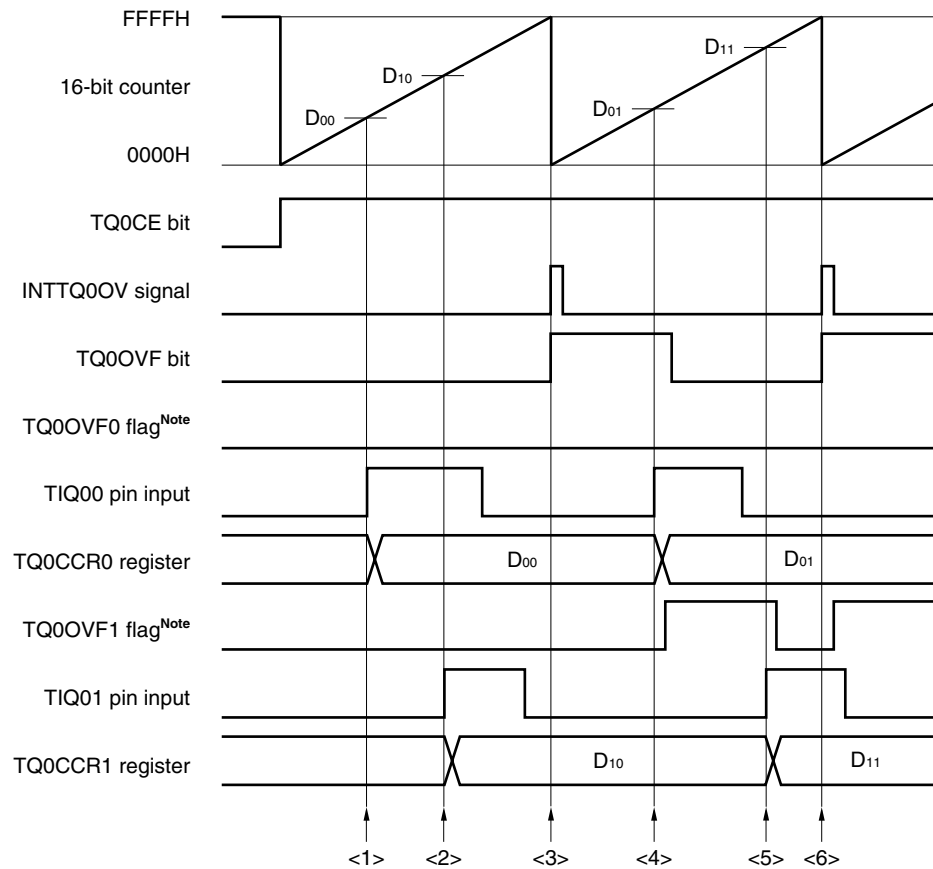 FFFFH
D11
D10
16-bit counter
D00
D01
0000H
TQ0CE bit
INTTQ0OV signal
TQ0OVF bit
TQ0OVF0 flagNote
TIQ00 pin input
TQ0CCR0 register
D00
D01
TQ0OVF1 flagNote
TIQ01 pin input
TQ0CCR1 register
D10
D11
<1> <2> <3> <4> <5> <6>